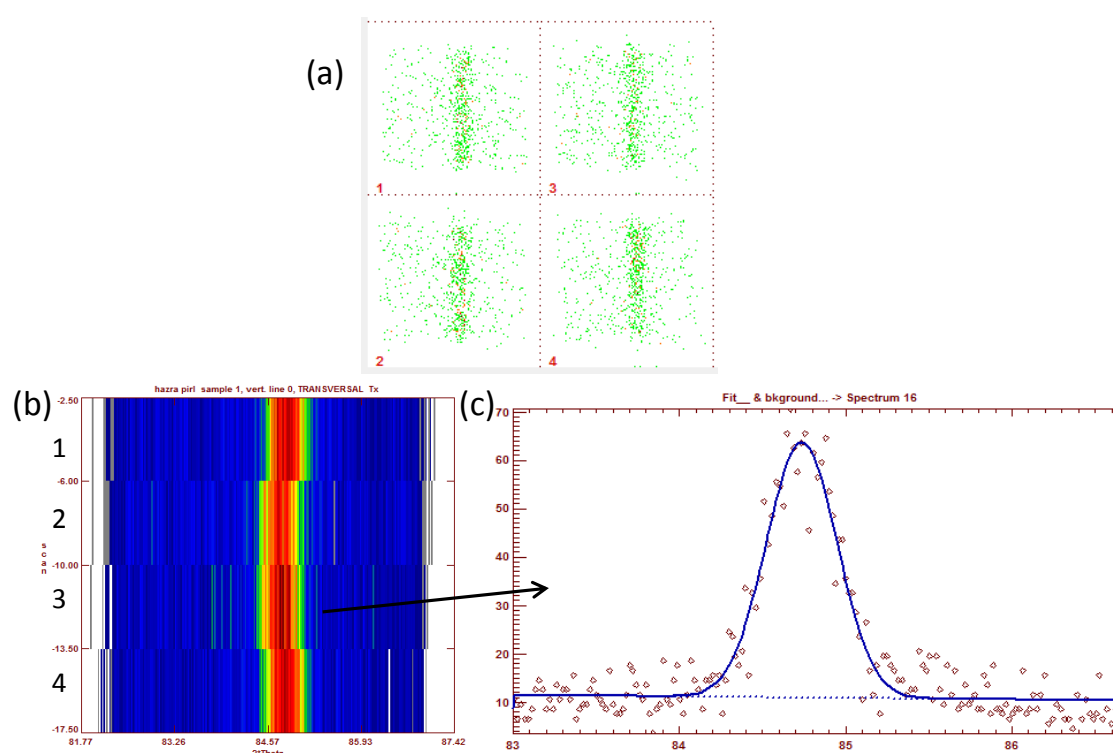 (a)
1
3
2
4
(b)
hazra pirl sample 1, vert. line 0, TRANSVERSAL Tx
-2.50
1
-6.00
2
scan
-10.00
3
-13.50
4
-17.50
81.77 83.26 84.57 85.93 87.42
2*Theta
(c)
Fit__ & bkground... -> Spectrum 16
70
60
50
40
30
20
10
83 84 85 86